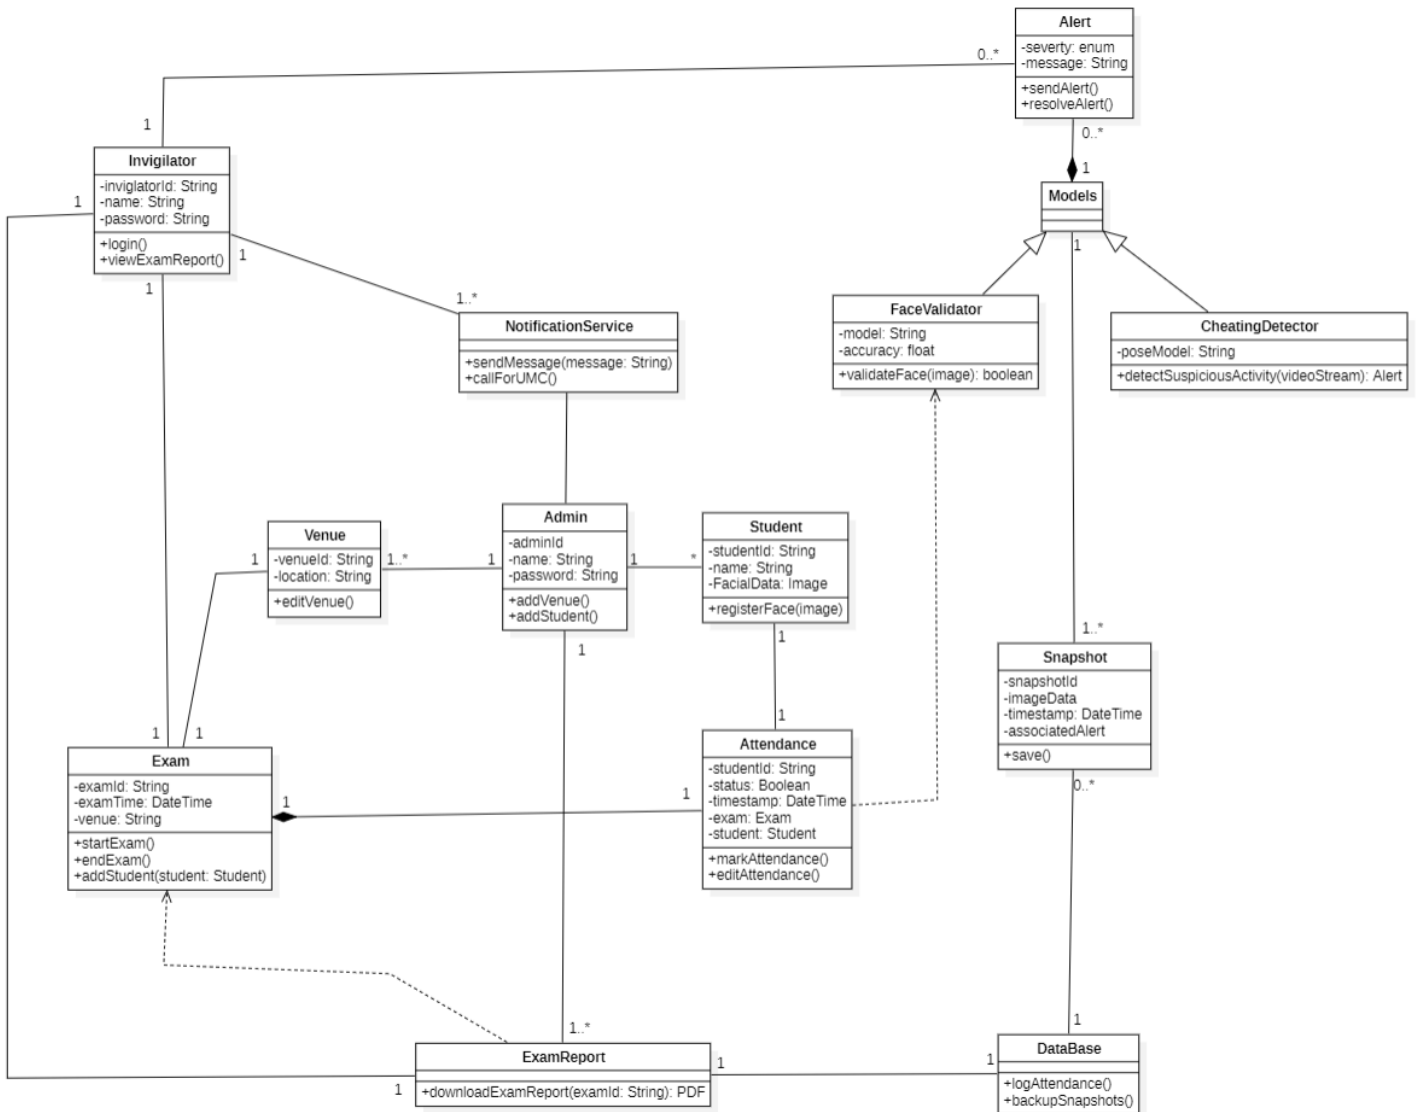 Alert
-severty: enum
-message: String
+sendAlert()
+resolveAlert()
0..*
1
0..*
1
Models
1
Invigilator
-inviglatorId: String
-name: String
-password: String
+login()
+viewExamReport()
1
1
1
1..*
NotificationService
+sendMessage(message: String)
+callForUMC()
FaceValidator
-model: String
-accuracy: float
+validateFace(image): boolean
CheatingDetector
-poseModel: String
+detectSuspiciousActivity(videoStream): Alert
Venue
-venueId: String
-location: String
+editVenue()
1
1..*
1
Admin
-adminId
-name: String
-password: String
+addVenue()
+addStudent()
1
*
1
Student
-studentId: String
-name: String
-FacialData: Image
+registerFace(image)
1
1
1..*
Snapshot
-snapshotId
-imageData
-timestamp: DateTime
-associatedAlert
+save()
0..*
1
1
Exam
-examId: String
-examTime: DateTime
-venue: String
+startExam()
+endExam()
+addStudent(student: Student)
1
1
Attendance
-studentId: String
-status: Boolean
-timestamp: DateTime
-exam: Exam
-student: Student
+markAttendance()
+editAttendance()
1..*
ExamReport
+downloadExamReport(examId: String): PDF
1
1
1
1
DataBase
+logAttendance()
+backupSnapshots()